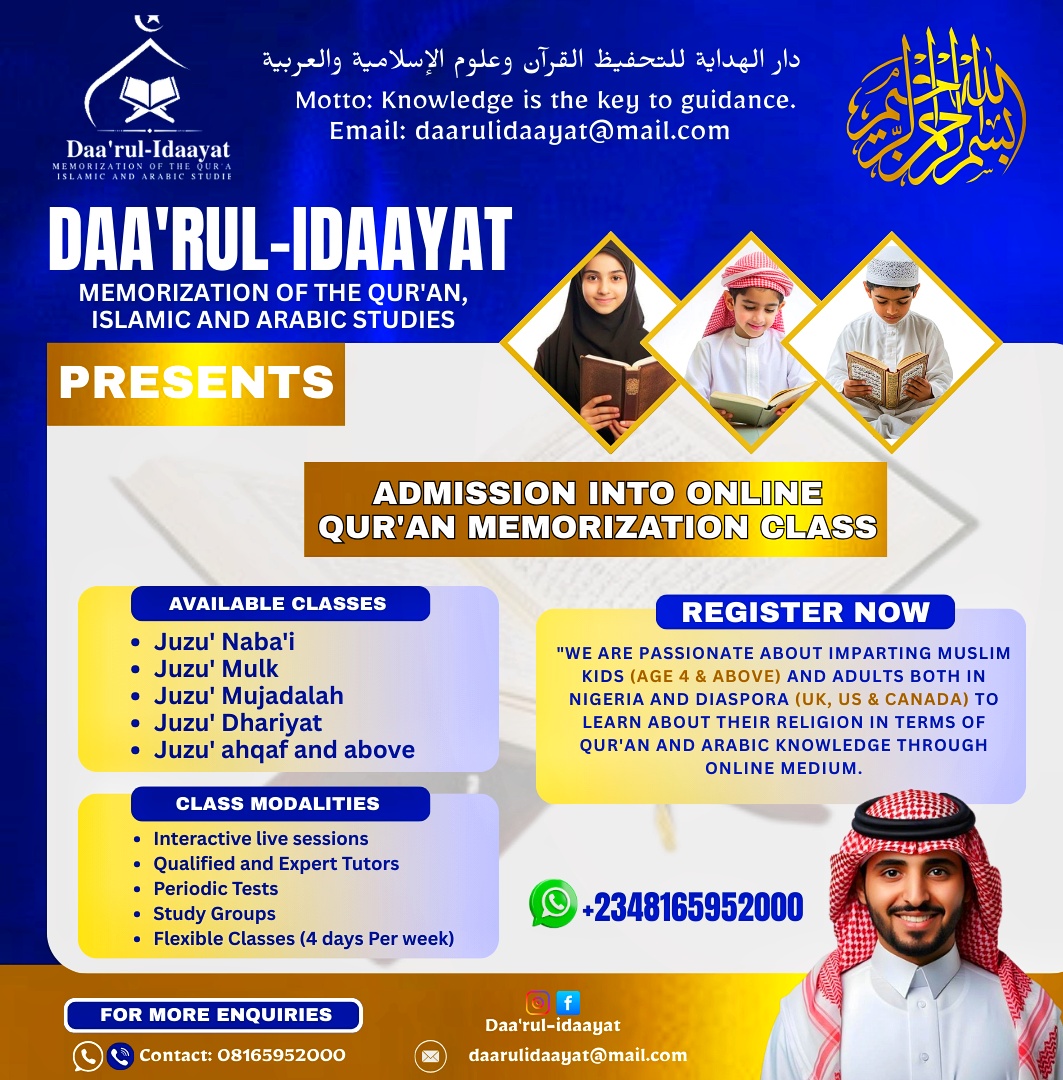 دار الهداية للتحفيظ القرآن وعلوم الإسلامية والعربية
Motto: Knowledge is the key to guidance.
Email: daarulidaayat@mail.com
بسم الله الرحمن الرحيم
Daa'rul-Idaayat
MEMORIZATION OF THE QUR'A
ISLAMIC AND ARABIC STUDIE
DAA'RUL-IDAAYAT
MEMORIZATION OF THE QUR'AN,
ISLAMIC AND ARABIC STUDIES
PRESENTS
ADMISSION INTO ONLINE
QUR'AN MEMORIZATION CLASS
AVAILABLE CLASSES
• Juzu' Naba'i
• Juzu' Mulk
• Juzu' Mujadalah
• Juzu' Dhariyat
• Juzu' ahqaf and above
CLASS MODALITIES
• Interactive live sessions
• Qualified and Expert Tutors
• Periodic Tests
• Study Groups
• Flexible Classes (4 days Per week)
REGISTER NOW
"WE ARE PASSIONATE ABOUT IMPARTING MUSLIM
KIDS (AGE 4 & ABOVE) AND ADULTS BOTH IN
NIGERIA AND DIASPORA (UK, US & CANADA) TO
LEARN ABOUT THEIR RELIGION IN TERMS OF
QUR'AN AND ARABIC KNOWLEDGE THROUGH
ONLINE MEDIUM.
+2348165952000
FOR MORE ENQUIRIES
Contact: 08165952000
Daa'rul-idaayat
daarulidaayat@mail.com